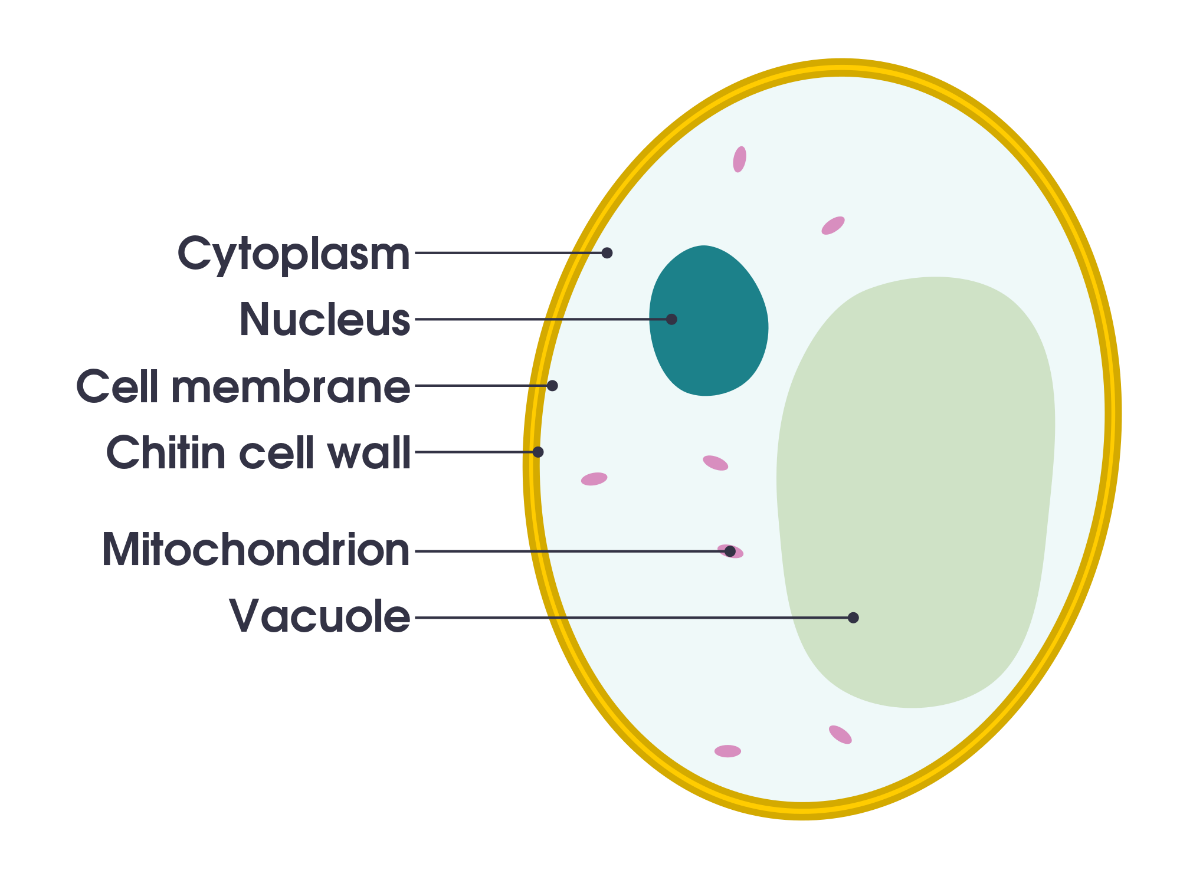 Cytoplasm
Nucleus
Cell membrane
Chitin cell wall
Mitochondrion
Vacuole